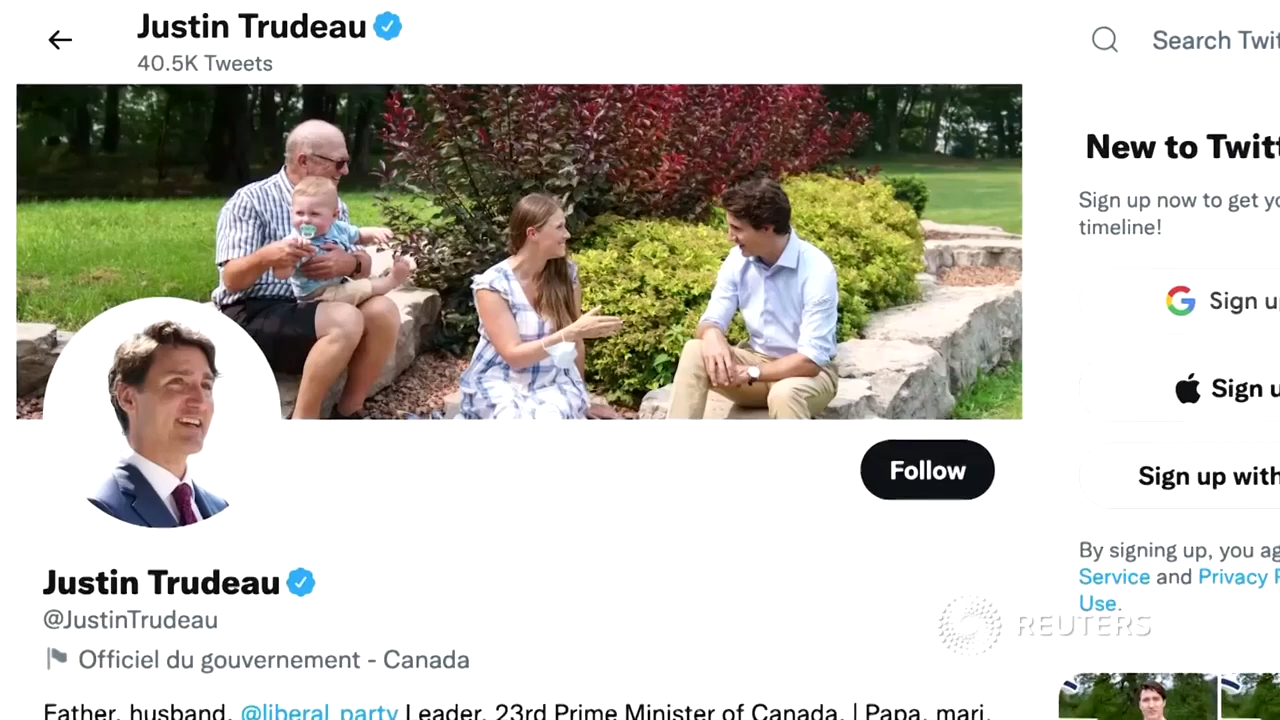 Justin Trudeau
40.5K Tweets
Search Twit
New to Twitt
Sign up now to get yo
timeline!
Sign u
Sign u
Sign up with
Follow
By signing up, you ag
Service and Privacy P
Use.
Justin Trudeau
@JustinTrudeau
Officiel du gouvernement - Canada
REUTERS
Father, husband, @liberal_party Leader, 23rd Prime Minister of Canada. | Papa, mari,